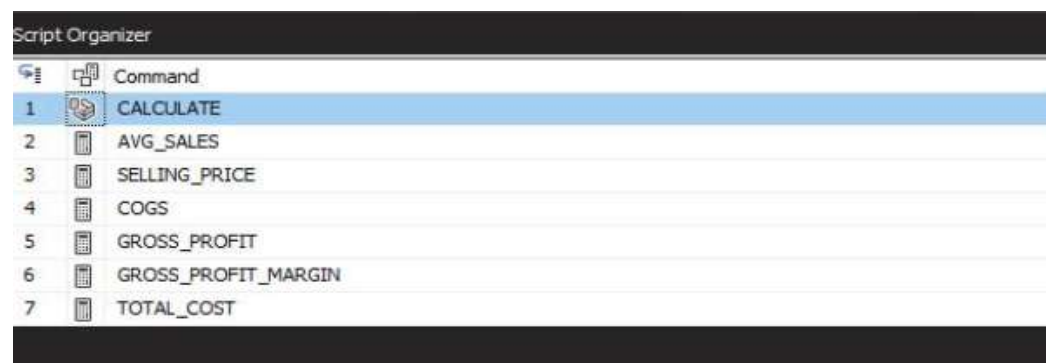 Script Organizer
Command
1 CALCULATE
2 AVG_SALES
3 SELLING_PRICE
4 COGS
5 GROSS_PROFIT
6 GROSS_PROFIT_MARGIN
7 TOTAL_COST